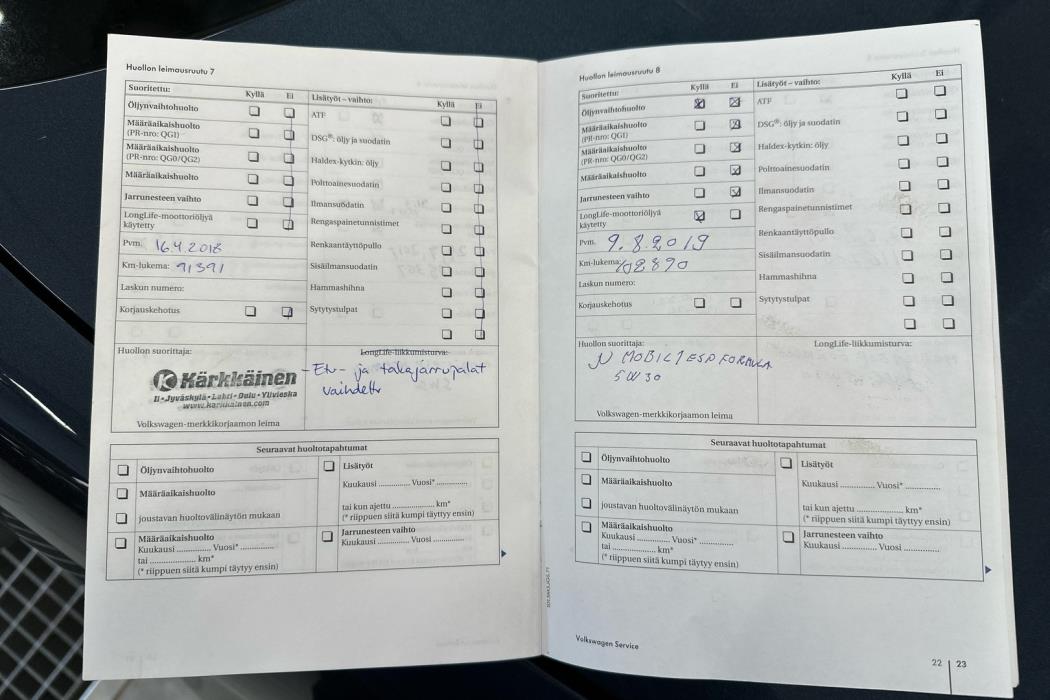 Huollon leimausruutu 7
Suoritettu: Kyllä Ei
Öljynvaihtohuolto
Määräaikaishuolto
(PR-nro: QG1)
Määräaikaishuolto
(PR-nro: QG0/QG2)
Määräaikaishuolto
Jarrunesteen vaihto
LongLife-moottoriöljyä
käytetty
Pvm. 16.4.2018
Km-lukema: 91391
Laskun numero:
Korjauskehotus
Lisätyöt – vaihto: Kyllä Ei
ATF
DSG®: öljy ja suodatin
Haldex-kytkin: öljy
Polttoainesuodatin
Ilmansuodatin
Rengaspainetunnistimet
Renkaantäyttöpullo
Sisäilmansuodatin
Hammashihna
Sytytystulpat
Huollon suorittaja:
Kärkkäinen
Ii - Jyväskylä - Lahti - Oulu - Ylivieska
www.karkkainen.com
Volkswagen-merkkikorjaamon leima
LongLife-liikkumisturva:
- Etu- ja takajarrupalat
vaihdettu
Seuraavat huoltotapahtumat
Öljynvaihtohuolto
Määräaikaishuolto
joustavan huoltovälinäytön mukaan
Määräaikaishuolto
Kuukausi ............ Vuosi* ............
tai ................. km*
(* riippuen siitä kumpi täytyy ensin)
Lisätyöt
Kuukausi ............ Vuosi* ............
tai kun ajettu ............ km*
(* riippuen siitä kumpi täyttyy ensin)
Jarrunesteen vaihto
Kuukausi ............ Vuosi ............
Huollon leimausruutu 8
Suoritettu: Kyllä Ei
Öljynvaihtohuolto
Määräaikaishuolto
(PR-nro: QG1)
Määräaikaishuolto
(PR-nro: QG0/QG2)
Määräaikaishuolto
Jarrunesteen vaihto
LongLife-moottoriöljyä
käytetty
Pvm. 9.8.2019
Km-lukema: 102890
Laskun numero:
Korjauskehotus
Lisätyöt – vaihto: Kyllä Ei
ATF
DSG®: öljy ja suodatin
Haldex-kytkin: öljy
Polttoainesuodatin
Ilmansuodatin
Rengaspainetunnistimet
Renkaantäyttöpullo
Sisäilmansuodatin
Hammashihna
Sytytystulpat
Huollon suorittaja:
MOBIL 1 ESP FORMULA
5W30
Volkswagen-merkkikorjaamon leima
LongLife-liikkumisturva:
Seuraavat huoltotapahtumat
Öljynvaihtohuolto
Määräaikaishuolto
joustavan huoltovälinäytön mukaan
Määräaikaishuolto
Kuukausi ............ Vuosi* ............
tai ................. km*
(* riippuen siitä kumpi täytyy ensin)
Lisätyöt
Kuukausi ............ Vuosi* ............
tai kun ajettu ............ km*
(* riippuen siitä kumpi täyttyy ensin)
Jarrunesteen vaihto
Kuukausi ............ Vuosi ............
Volkswagen Service
22 | 23